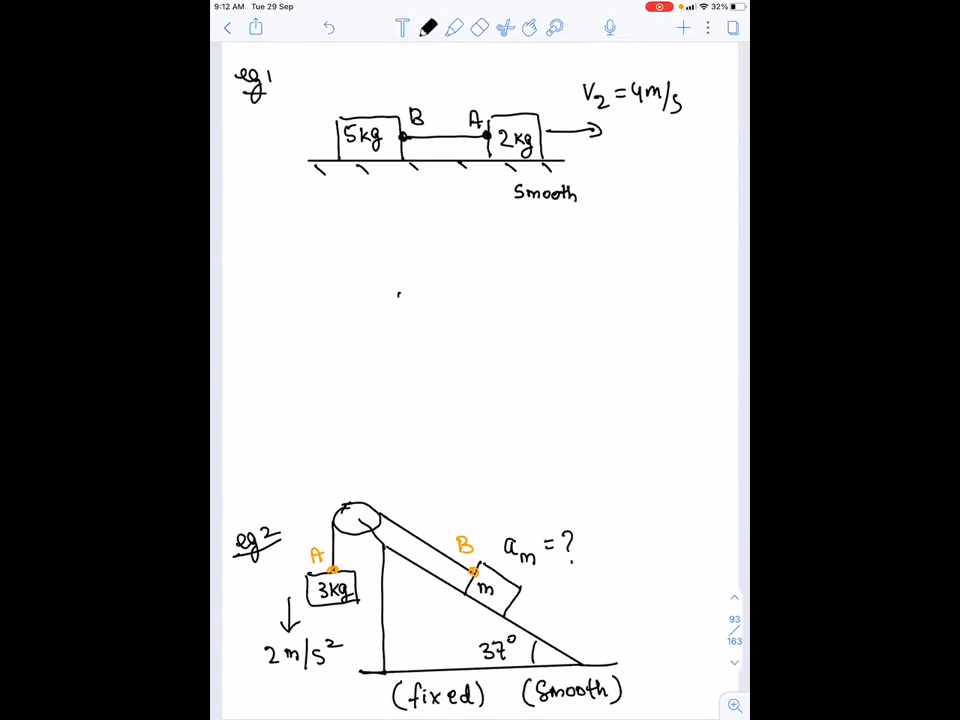 9:12 AM Tue 29 Sep
32%
eg1
V2 = 4m/s
B
A
5kg
2kg
Smooth
eg2
A
B
am = ?
3kg
m
2 m/s²
37°
(fixed)
(Smooth)
93
163